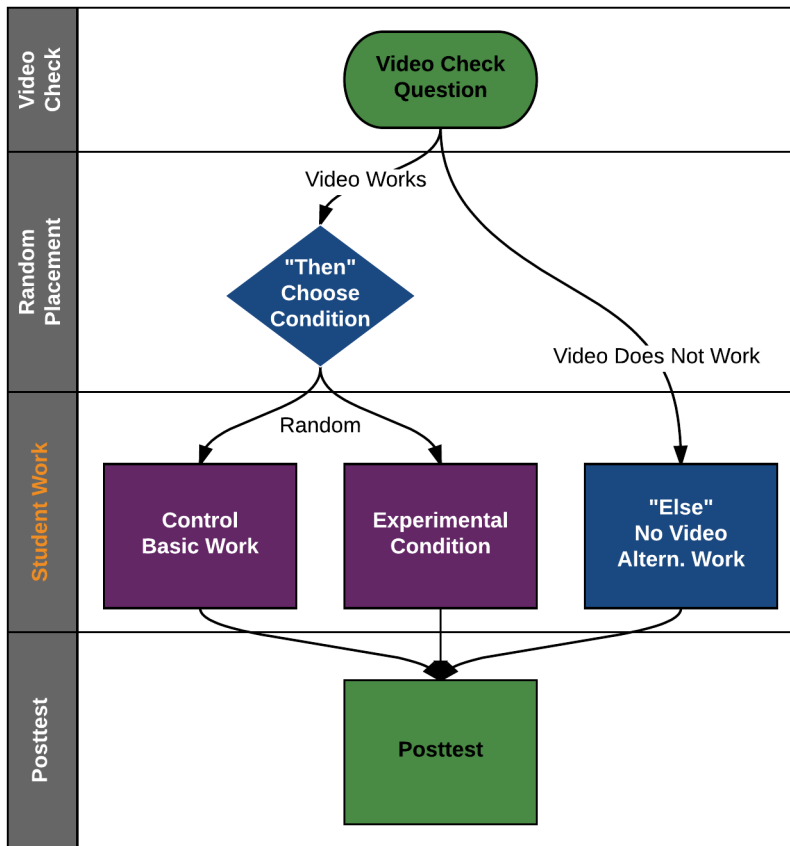 Video
Check
Video Check
Question
Random
Placement
Video Works
"Then"
Choose
Condition
Video Does Not Work
Student Work
Random
Control
Basic Work
Experimental
Condition
"Else"
No Video
Altern. Work
Posttest
Posttest